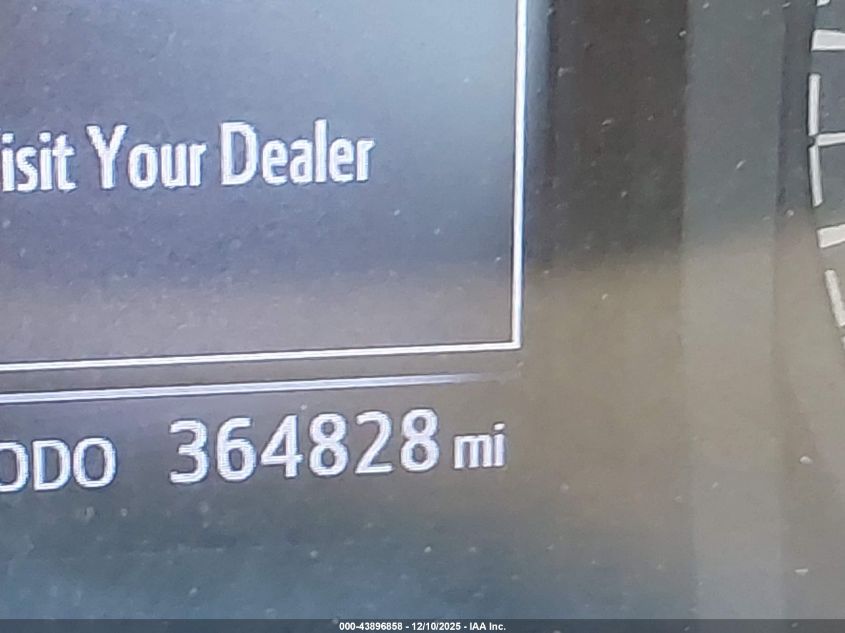 isit Your Dealer
ODO 364828 mi
000-43896858 - 12/10/2025 - IAA Inc.